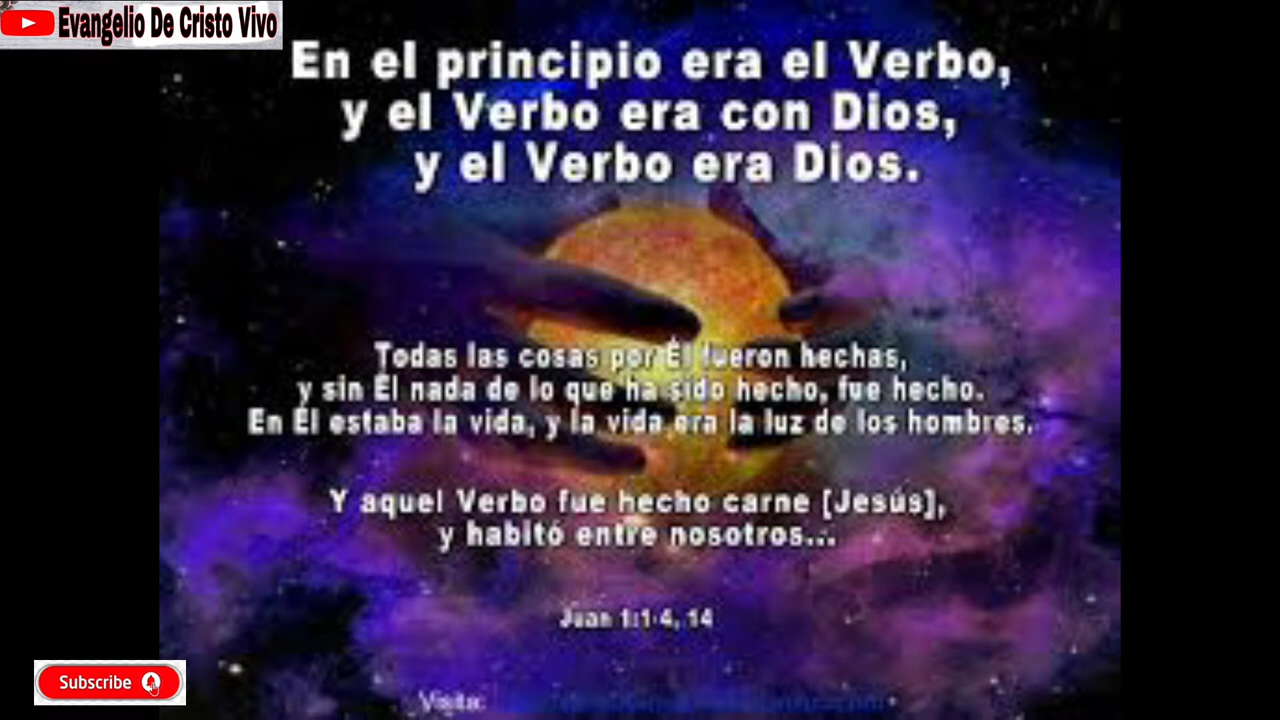 Evangelio De Cristo Vivo
En el principio era el Verbo,
y el Verbo era con Dios,
y el Verbo era Dios.
Todas las cosas por Él fueron hechas,
y sin Él nada de lo que ha sido hecho, fue hecho.
En Él estaba la vida, y la vida era la luz de los hombres.
Y aquel Verbo fue hecho carne [Jesús],
y habitó entre nosotros...
Juan 1:1-4, 14
Subscribe
Visita: